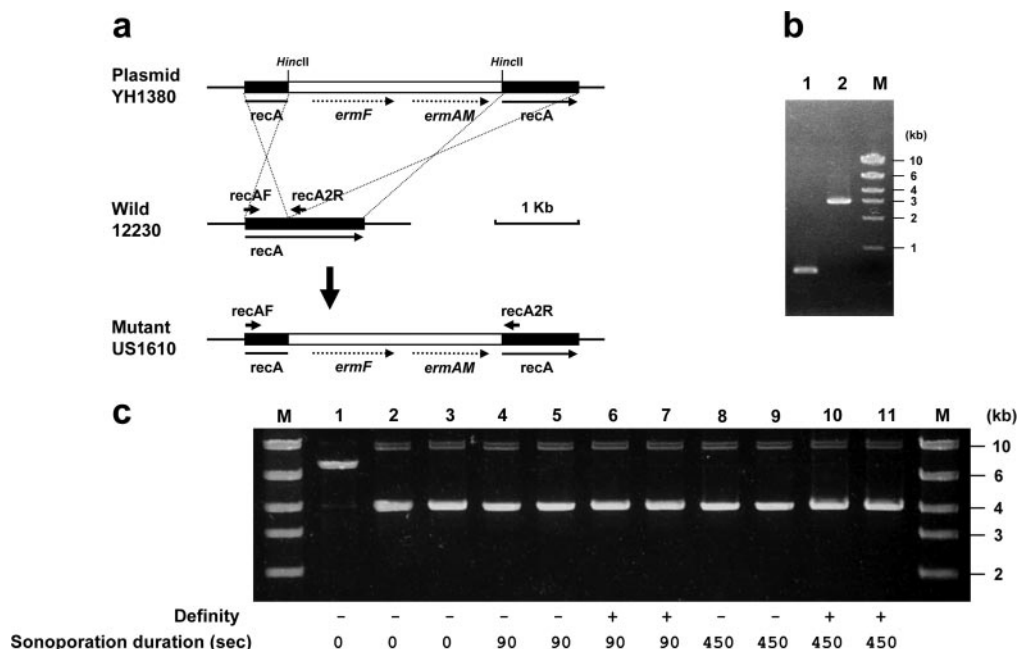 a
HincII HincII
Plasmid
YH1380
recA ermF ermAM recA
recAF recA2R
Wild
12230
1 Kb
recA
recAF recA2R
Mutant
US1610
recA ermF ermAM recA
b
1 2 M
(kb)
10
6
4
3
2
1
c
M 1 2 3 4 5 6 7 8 9 10 11 M (kb)
10
6
4
3
2
Definity − − − − − + + − − + +
Sonoporation duration (sec) 0 0 0 90 90 90 90 450 450 450 450